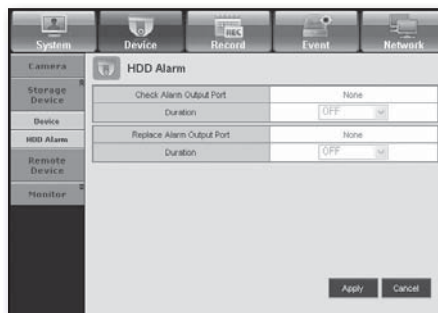 REC
System Device Record Event Network
Camera
Storage Device
Device
HDD Alarm
Remote Device
Monitor
HDD Alarm
Check Alarm Output Port None
Duration OFF
Replace Alarm Output Port None
Duration OFF
Apply Cancel